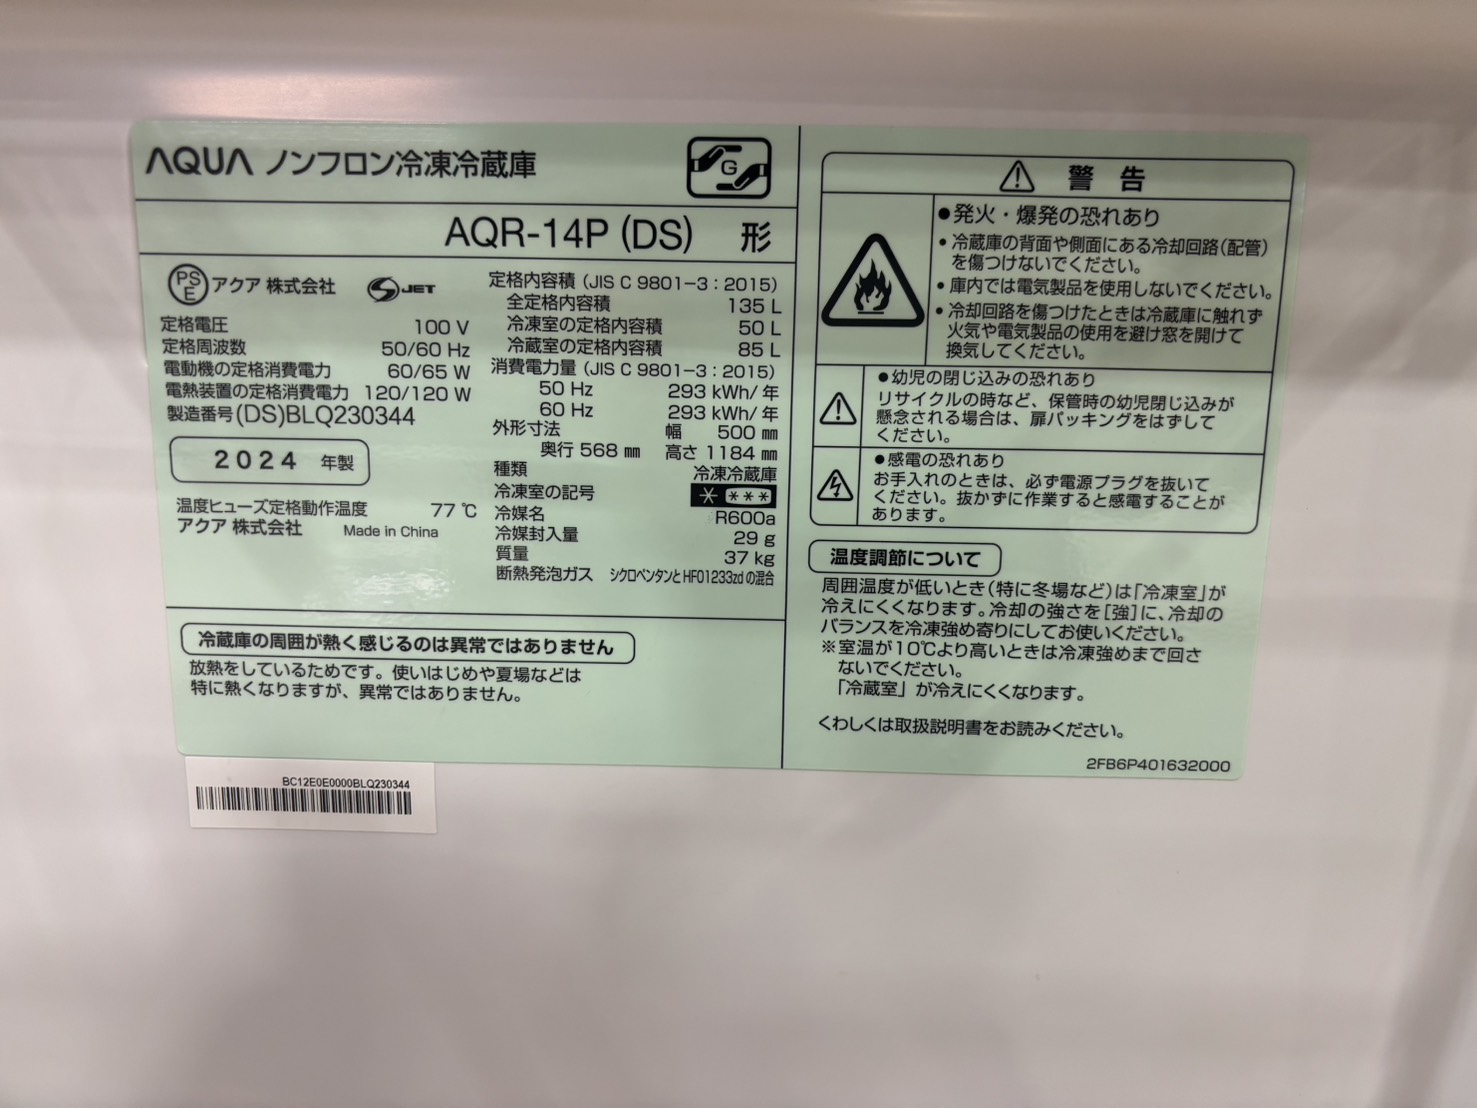 AQUA ノンフロン冷凍冷蔵庫
G
AQR-14P (DS) 形
PSE アクア 株式会社 S-JET
定格電圧 100 V
定格周波数 50/60 Hz
電動機の定格消費電力 60/65 W
電熱装置の定格消費電力 120/120 W
製造番号 (DS)BLQ230344
2024 年製
温度ヒューズ定格動作温度 77 ℃
アクア 株式会社 Made in China
定格内容積 (JIS C 9801-3 : 2015)
全定格内容積 135 L
冷凍室の定格内容積 50 L
冷蔵室の定格内容積 85 L
消費電力量 (JIS C 9801-3 : 2015)
50 Hz 293 kWh/ 年
60 Hz 293 kWh/ 年
外形寸法 幅 500 mm
奥行 568 mm 高さ 1184 mm
種類 冷凍冷蔵庫
冷凍室の記号 * ***
冷媒名 R600a
冷媒封入量 29 g
質量 37 kg
断熱発泡ガス シクロペンタンとHFO1233zdの混合
冷蔵庫の周囲が熱く感じるのは異常ではありません
放熱をしているためです。使いはじめや夏場などは
特に熱くなりますが、異常ではありません。
警 告
●発火・爆発の恐れあり
・冷蔵庫の背面や側面にある冷却回路(配管)
を傷つけないでください。
・庫内では電気製品を使用しないでください。
・冷却回路を傷つけたときは冷蔵庫に触れず
火気や電気製品の使用を避け窓を開けて
換気してください。
●幼児の閉じ込みの恐れあり
リサイクルの時など、保管時の幼児閉じ込みが
懸念される場合は、扉パッキングをはずして
ください。
●感電の恐れあり
お手入れのときは、必ず電源プラグを抜いて
ください。抜かずに作業すると感電することが
あります。
温度調節について
周囲温度が低いとき(特に冬場など)は「冷凍室」が
冷えにくくなります。冷却の強さを[強]に、冷却の
バランスを冷凍強め寄りにしてお使いください。
※室温が10℃より高いときは冷凍強めまで回さ
ないでください。
「冷蔵室」が冷えにくくなります。
くわしくは取扱説明書をお読みください。
2FB6P401632000
BC12E0E0000BLQ230344